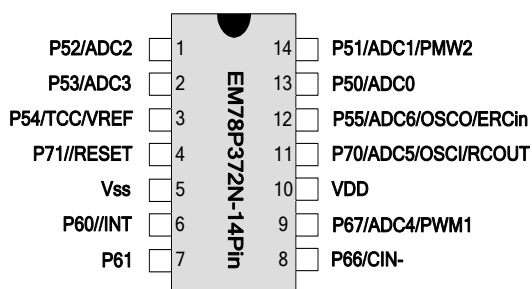 P52/ADC2 1 14 P51/ADC1/PMW2
P53/ADC3 2 13 P50/ADC0
P54/TCC/VREF 3 12 P55/ADC6/OSCO/ERCin
P71//RESET 4 11 P70/ADC5/OSCI/RCOUT
Vss 5 10 VDD
P60//INT 6 9 P67/ADC4/PWM1
P61 7 8 P66/CIN-
EM78P372N-14Pin